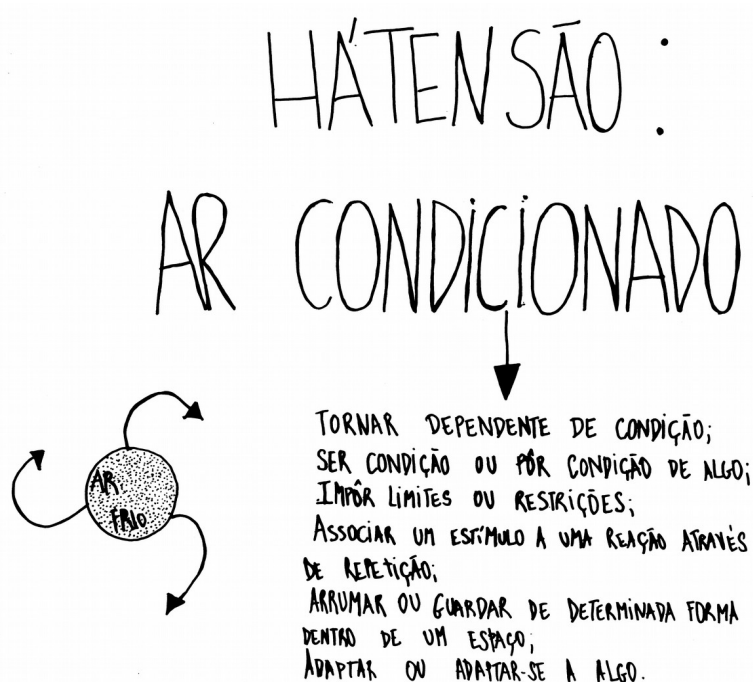 HÁTENSÃO:
AR CONDICIONADO
AR
FRIO
TORNAR DEPENDENTE DE CONDIÇÃO;
SER CONDIÇÃO OU PÔR CONDIÇÃO DE ALGO;
IMPÔR LIMITES OU RESTRIÇÕES;
ASSOCIAR UM ESTÍMULO A UMA REAÇÃO ATRAVÉS
DE REPETIÇÃO;
ARRUMAR OU GUARDAR DE DETERMINADA FORMA
DENTRO DE UM ESPAÇO;
ADAPTAR OU ADAPTAR-SE A ALGO.